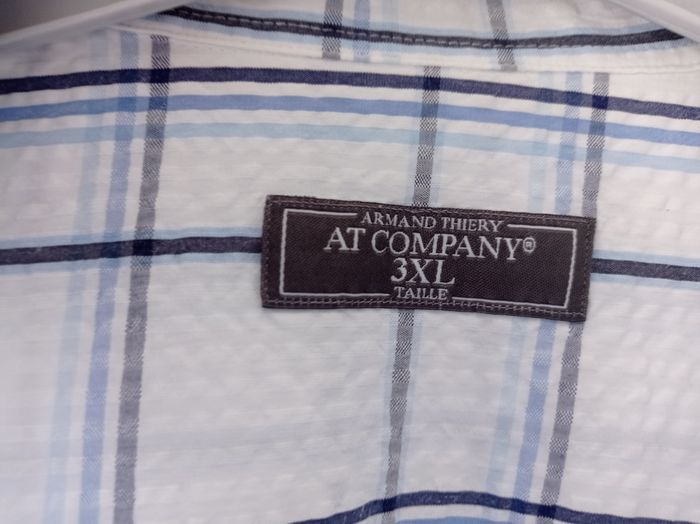 ARMAND THIERY
AT COMPANY®
3XL
TAILLE